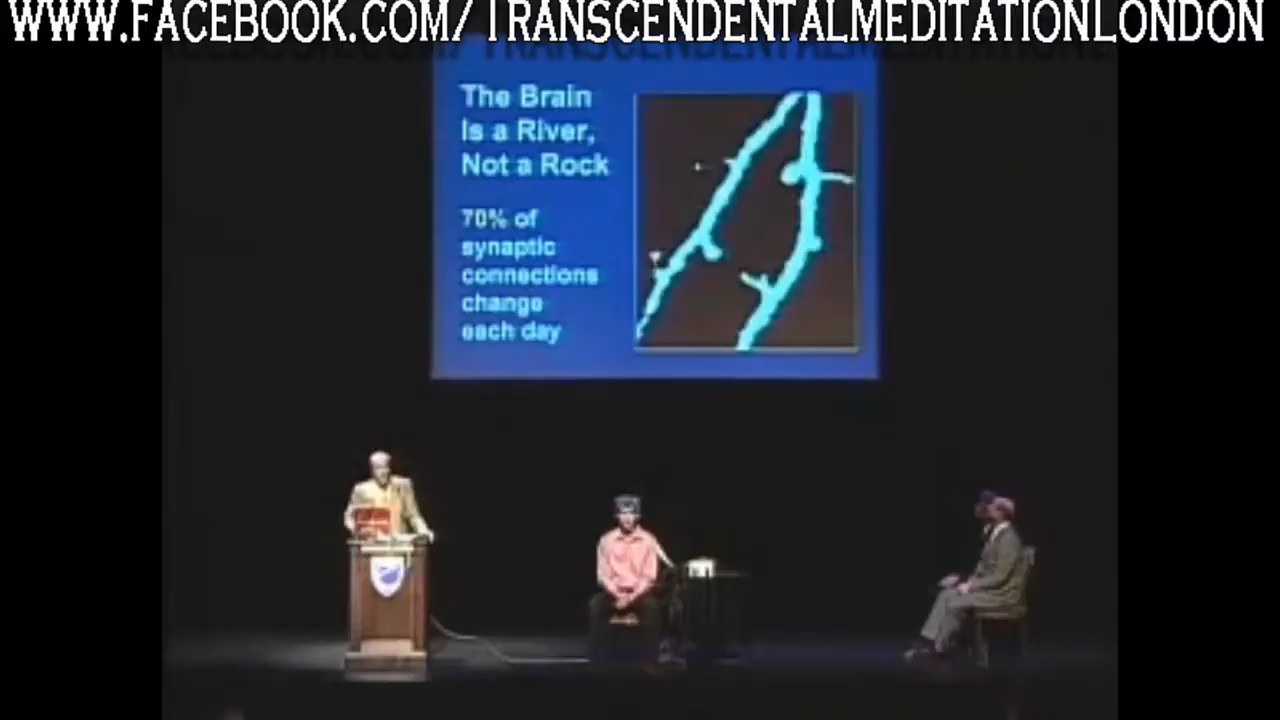 WWW.FACEBOOK.COM/TRANSCENDENTALMEDITATIONLONDON
The Brain
Is a River,
Not a Rock
70% of
synaptic
connections
change
each day